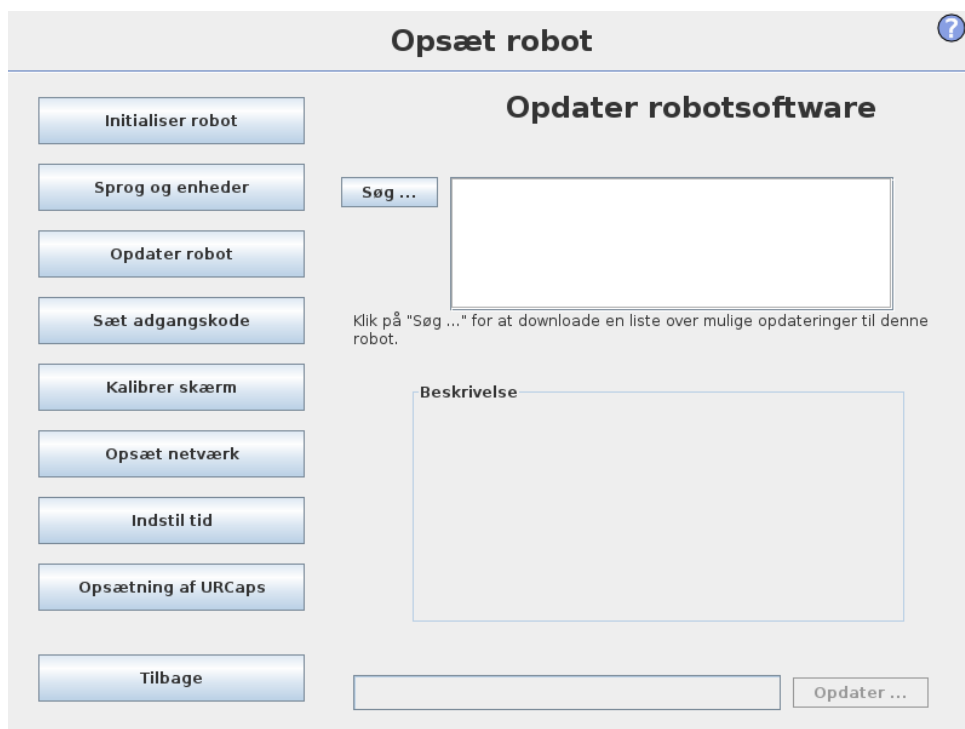 Opsæt robot
?
Initialiser robot
Sprog og enheder
Opdater robot
Sæt adgangskode
Kalibrer skærm
Opsæt netværk
Indstil tid
Opsætning af URCaps
Tilbage
Opdater robotsoftware
Søg ...
Klik på "Søg ..." for at downloade en liste over mulige opdateringer til denne
robot.
Beskrivelse
Opdater ...